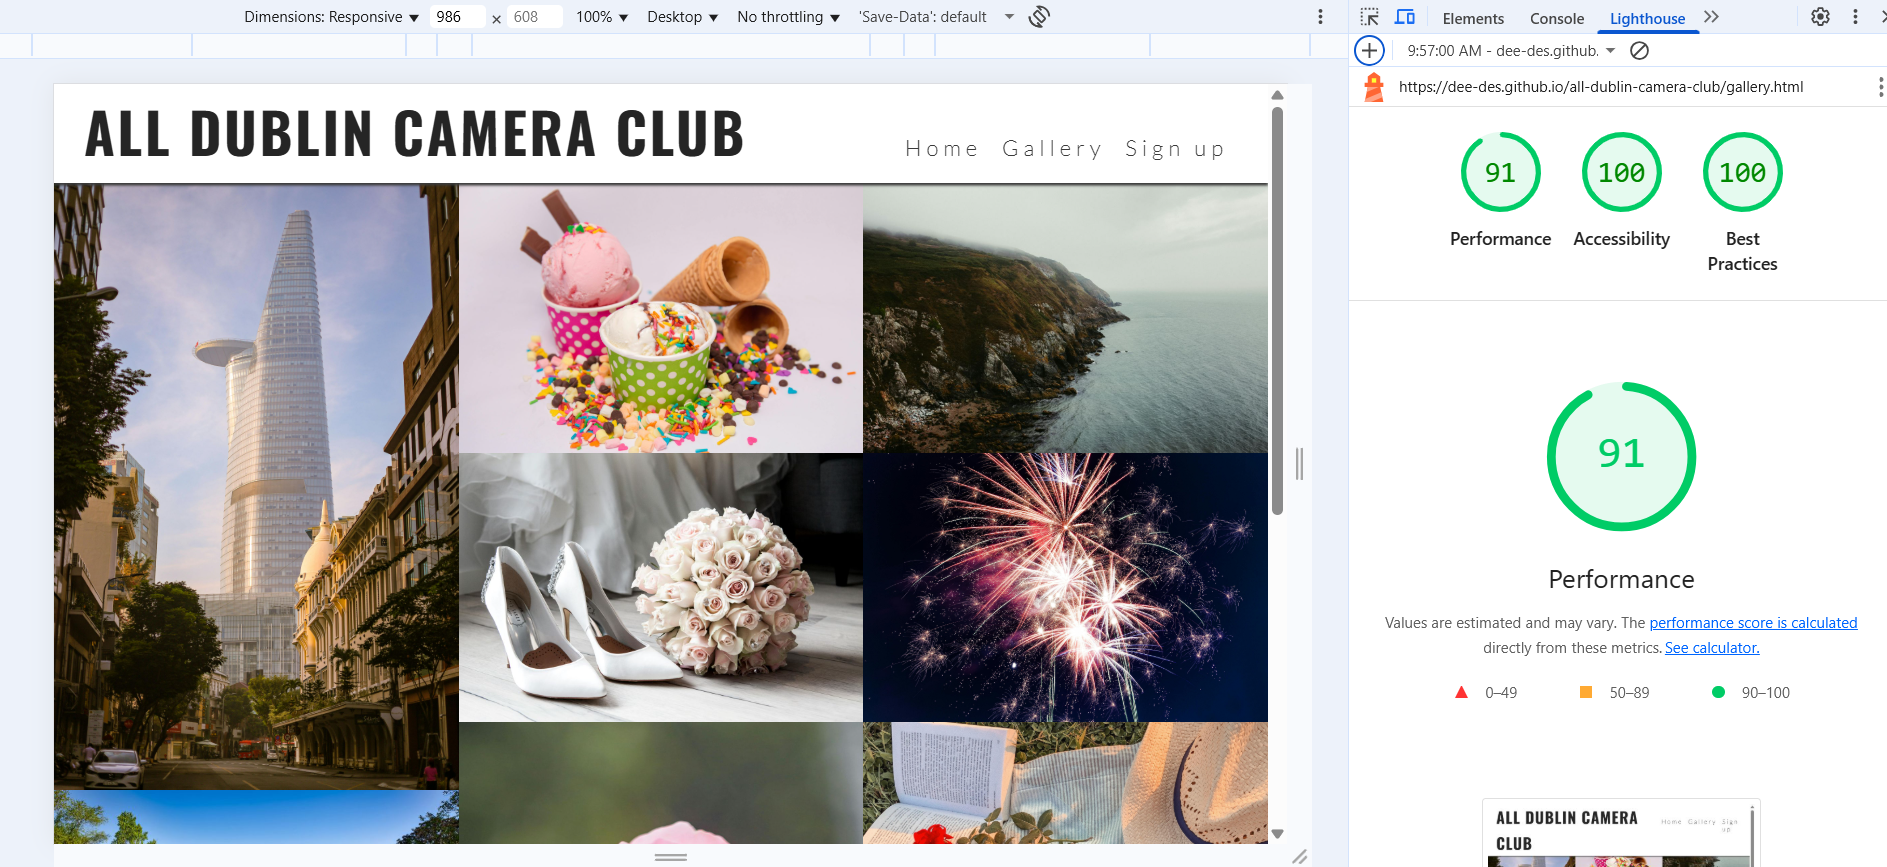 Dimensions: Responsive ▼ 986 × 608 100% ▼ Desktop ▼ No throttling ▼ 'Save-Data': default
Elements Console Lighthouse
9:57:00 AM - dee-des.github.
https://dee-des.github.io/all-dublin-camera-club/gallery.html
ALL DUBLIN CAMERA CLUB
Home Gallery Sign up
91 100 100
Performance Accessibility Best
Practices
91
Performance
Values are estimated and may vary. The performance score is calculated
directly from these metrics. See calculator.
0–49 50–89 90–100
ALL DUBLIN CAMERA
CLUB
Home Gallery Sign
up